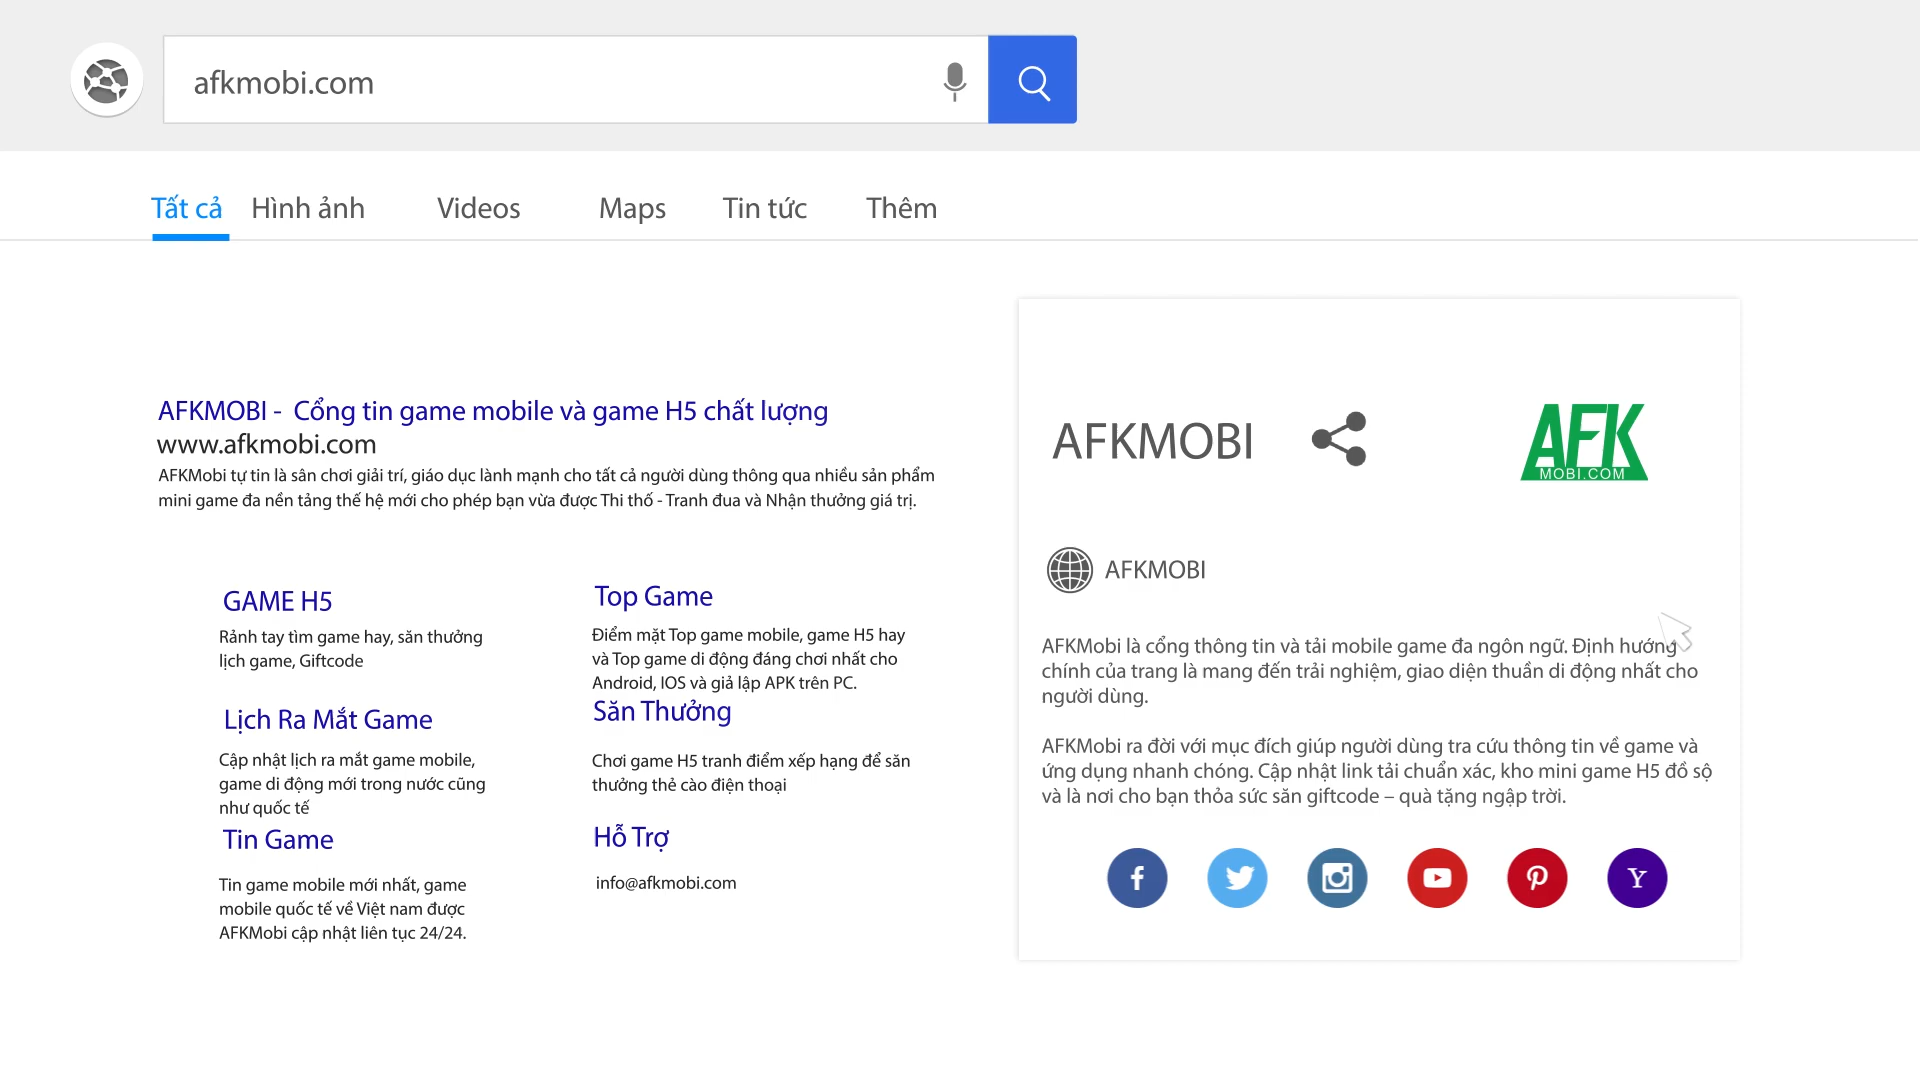 afkmobi.com
Tất cả Hình ảnh Videos Maps Tin tức Thêm
AFKMOBI - Cổng tin game mobile và game H5 chất lượng
www.afkmobi.com
AFKMobi tự tin là sân chơi giải trí, giáo dục lành mạnh cho tất cả người dùng thông qua nhiều sản phẩm
mini game đa nền tảng thế hệ mới cho phép bạn vừa được Thi thố - Tranh đua và Nhận thưởng giá trị.
GAME H5
Rảnh tay tìm game hay, săn thưởng
lịch game, Giftcode
Lịch Ra Mắt Game
Cập nhật lịch ra mắt game mobile,
game di động mới trong nước cũng
như quốc tế
Tin Game
Tin game mobile mới nhất, game
mobile quốc tế về Việt nam được
AFKMobi cập nhật liên tục 24/24.
Top Game
Điểm mặt Top game mobile, game H5 hay
và Top game di động đáng chơi nhất cho
Android, IOS và giả lập APK trên PC.
Săn Thưởng
Chơi game H5 tranh điểm xếp hạng để săn
thưởng thẻ cào điện thoại
Hỗ Trợ
info@afkmobi.com
AFKMOBI
AFK
MOBI.COM
AFKMOBI
AFKMobi là cổng thông tin và tải mobile game đa ngôn ngữ. Định hướng
chính của trang là mang đến trải nghiệm, giao diện thuần di động nhất cho
người dùng.
AFKMobi ra đời với mục đích giúp người dùng tra cứu thông tin về game và
ứng dụng nhanh chóng. Cập nhật link tải chuẩn xác, kho mini game H5 đồ sộ
và là nơi cho bạn thỏa sức săn giftcode – quà tặng ngập trời.